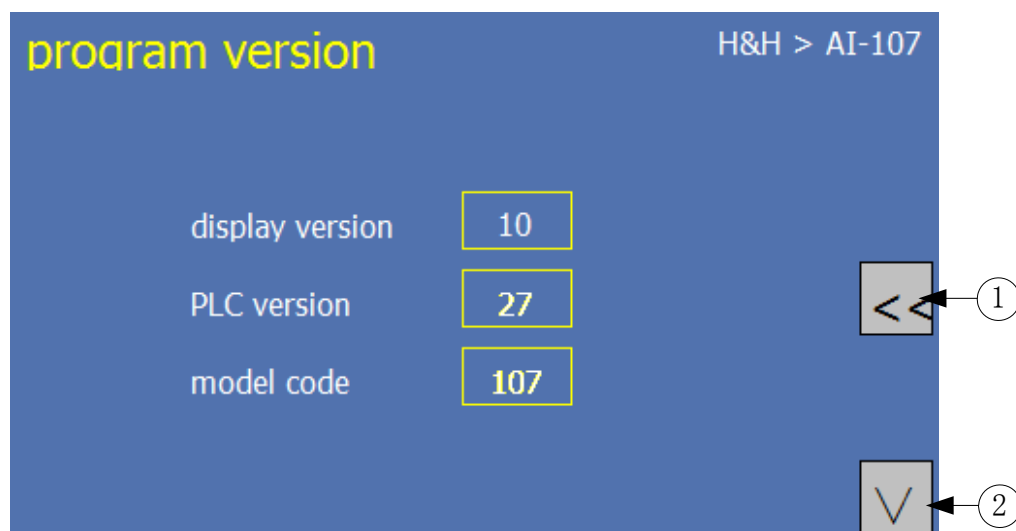 program version
H&H > AI-107
display version 10
PLC version 27
<< 1
model code 107
V 2